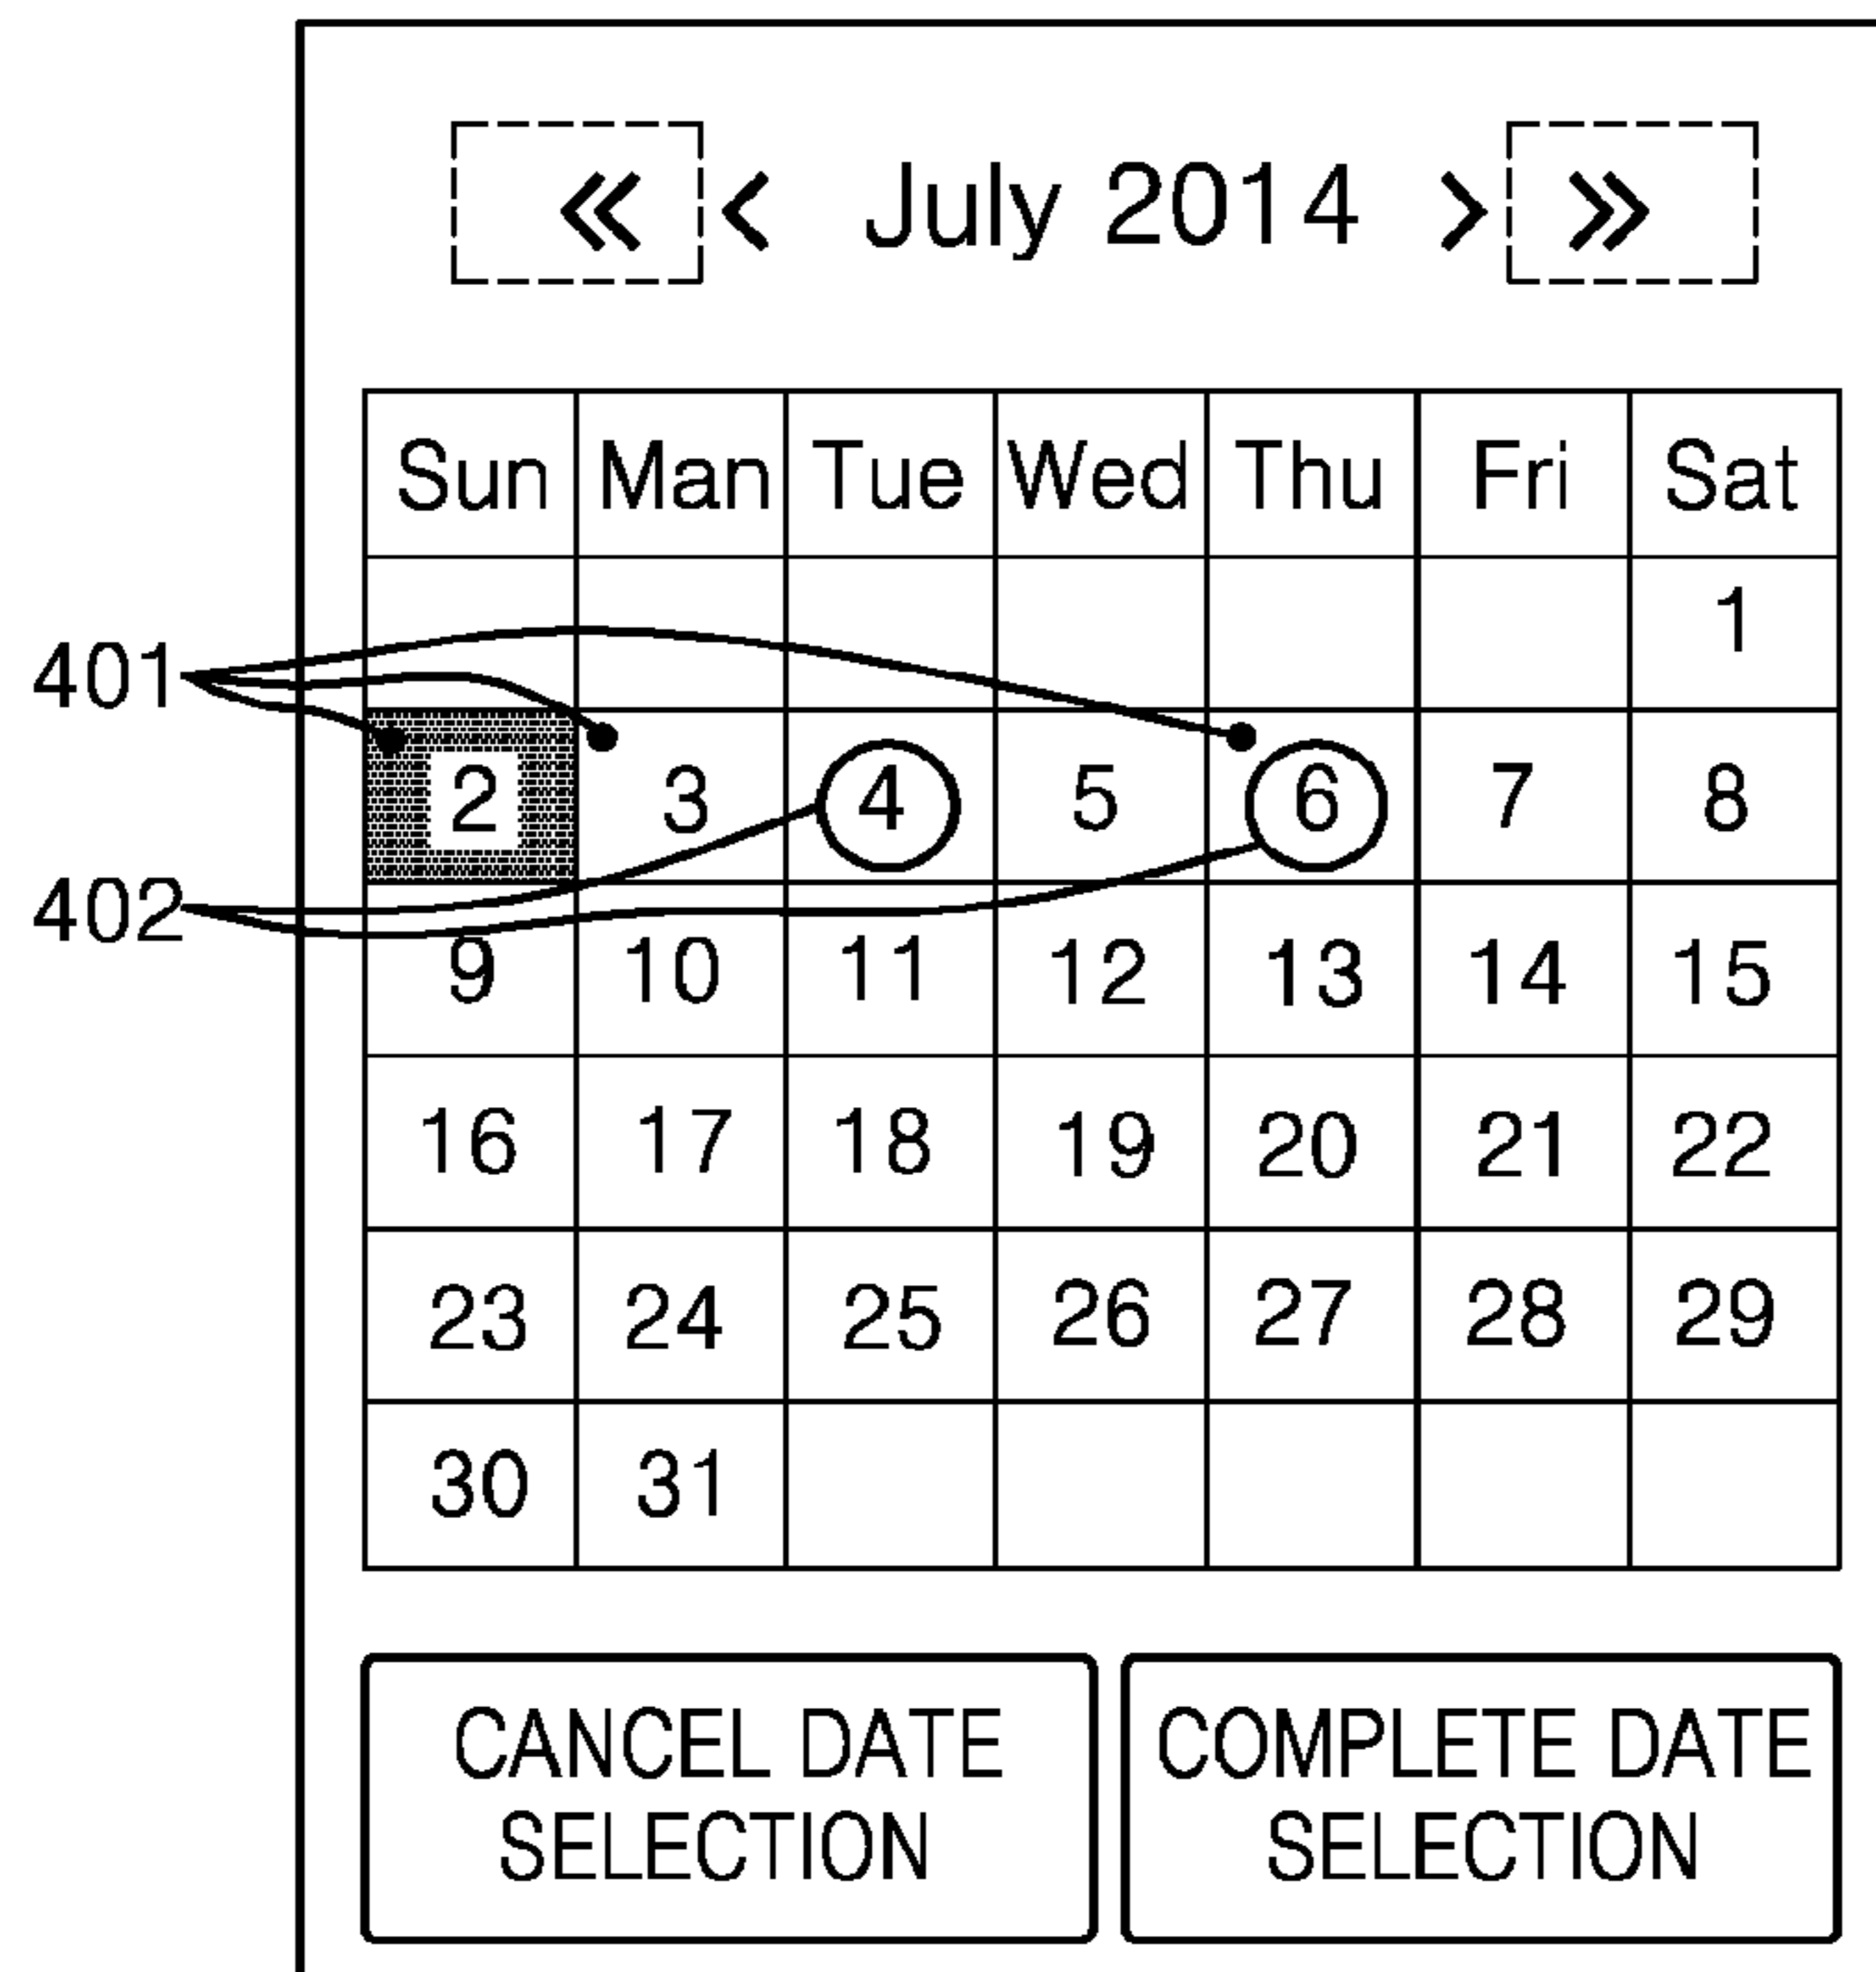 « < July 2014 > »
Sun Man Tue Wed Thu Fri Sat
1
401
2 3 4 5 6 7 8
402
9 10 11 12 13 14 15
16 17 18 19 20 21 22
23 24 25 26 27 28 29
30 31
CANCEL DATE
SELECTION
COMPLETE DATE
SELECTION